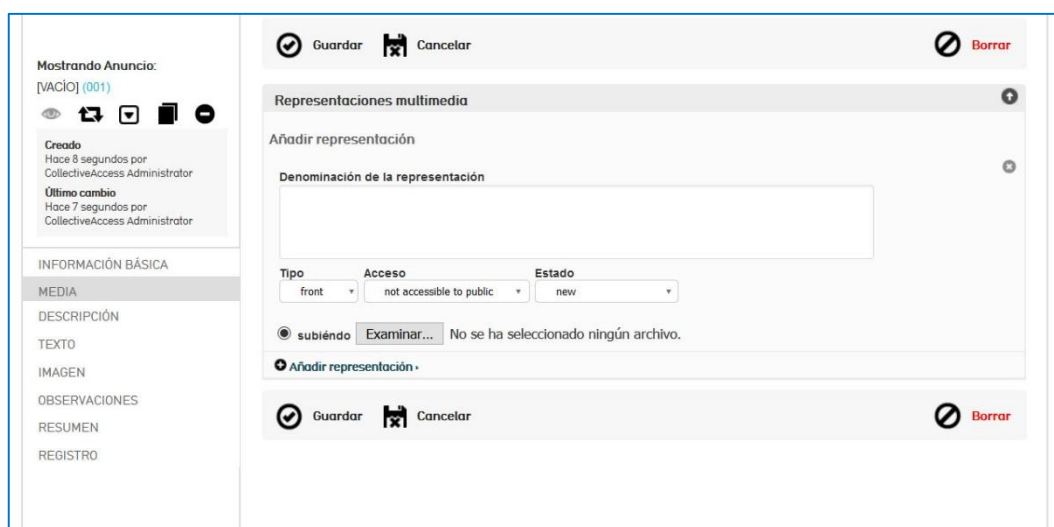 Mostrando Anuncio:
[VACÍO] (001)
Creado
Hace 8 segundos por
CollectiveAccess Administrator
Último cambio
Hace 7 segundos por
CollectiveAccess Administrator
INFORMACIÓN BÁSICA
MEDIA
DESCRIPCIÓN
TEXTO
IMAGEN
OBSERVACIONES
RESUMEN
REGISTRO
Guardar Cancelar Borrar
Representaciones multimedia
Añadir representación
Denominación de la representación
Tipo Acceso Estado
front not accessible to public new
subiéndo Examinar... No se ha seleccionado ningún archivo.
Añadir representación ›
Guardar Cancelar Borrar